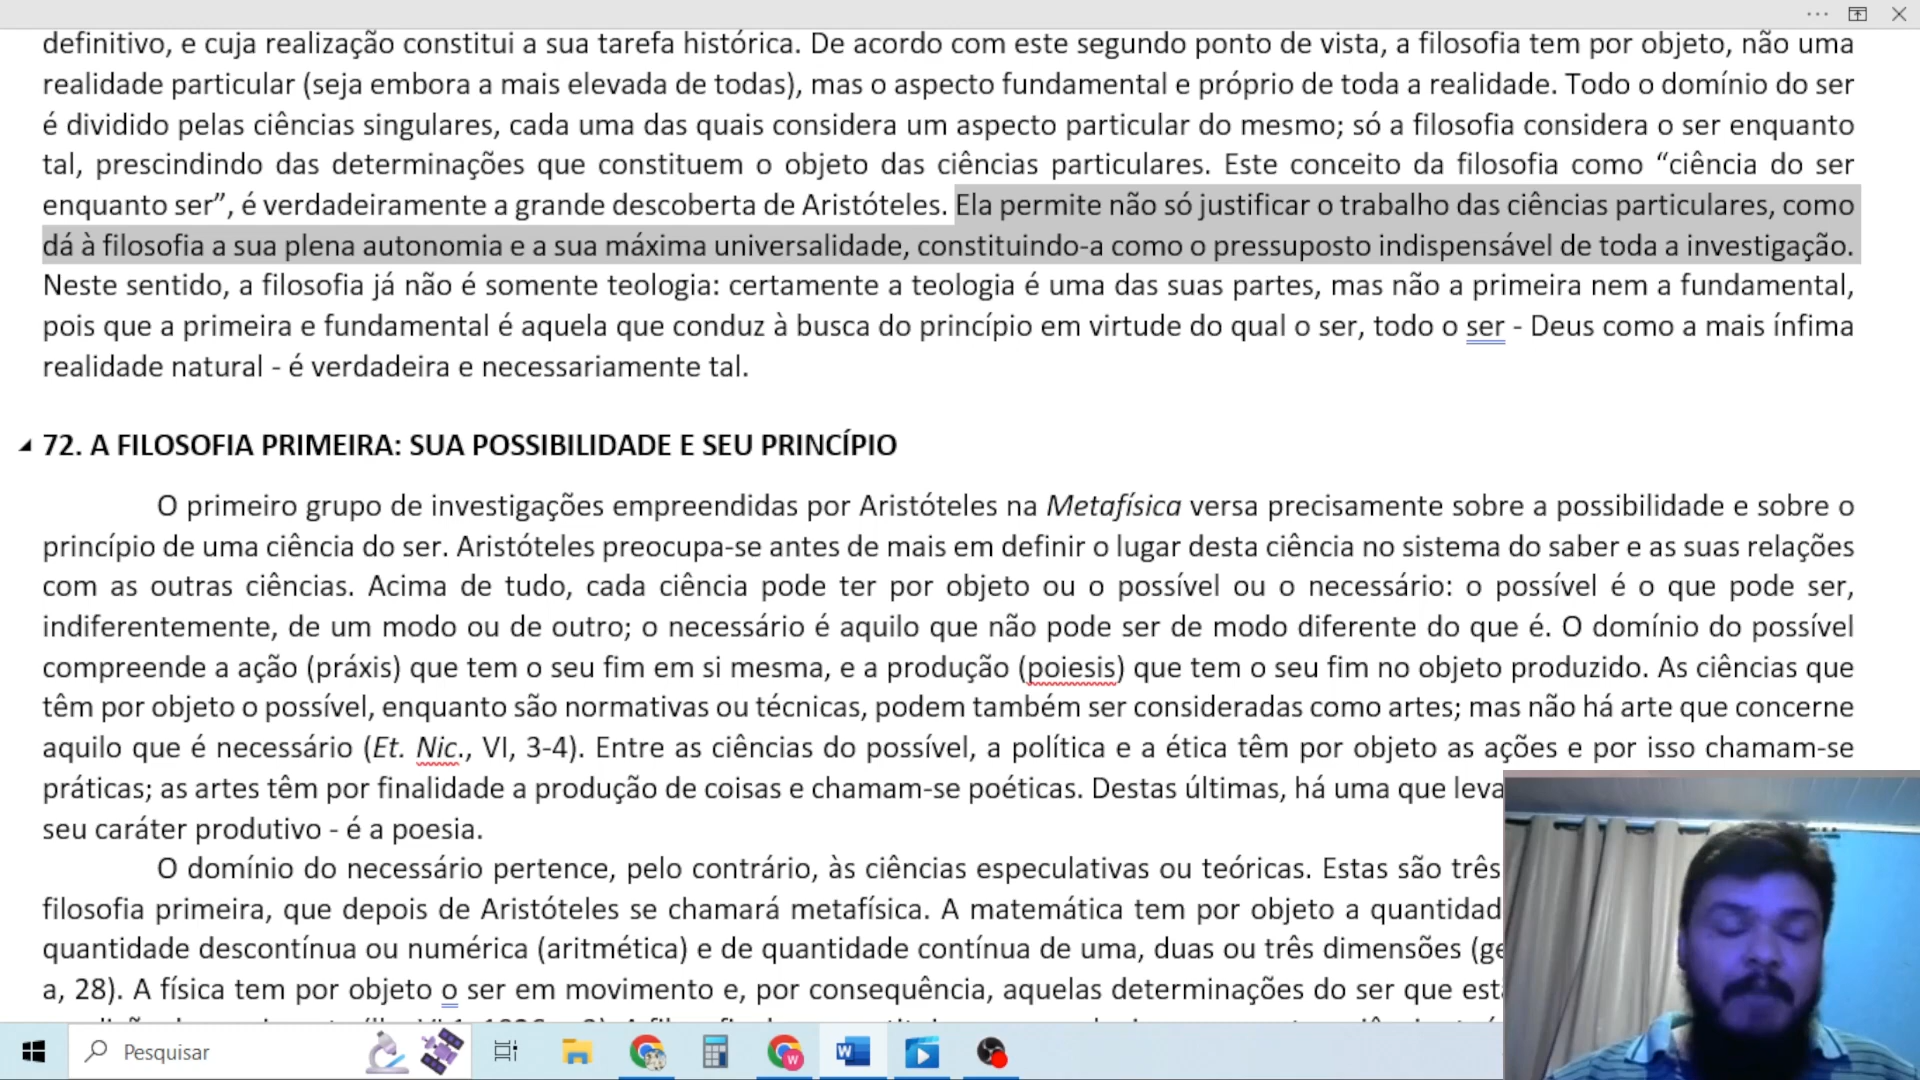 definitivo, e cuja realização constitui a sua tarefa histórica. De acordo com este segundo ponto de vista, a filosofia tem por objeto, não uma
realidade particular (seja embora a mais elevada de todas), mas o aspecto fundamental e próprio de toda a realidade. Todo o domínio do ser
é dividido pelas ciências singulares, cada uma das quais considera um aspecto particular do mesmo; só a filosofia considera o ser enquanto
tal, prescindindo das determinações que constituem o objeto das ciências particulares. Este conceito da filosofia como “ciência do ser
enquanto ser”, é verdadeiramente a grande descoberta de Aristóteles. Ela permite não só justificar o trabalho das ciências particulares, como
dá à filosofia a sua plena autonomia e a sua máxima universalidade, constituindo-a como o pressuposto indispensável de toda a investigação.
Neste sentido, a filosofia já não é somente teologia: certamente a teologia é uma das suas partes, mas não a primeira nem a fundamental,
pois que a primeira e fundamental é aquela que conduz à busca do princípio em virtude do qual o ser, todo o ser - Deus como a mais ínfima
realidade natural - é verdadeira e necessariamente tal.
72. A FILOSOFIA PRIMEIRA: SUA POSSIBILIDADE E SEU PRINCÍPIO
O primeiro grupo de investigações empreendidas por Aristóteles na Metafísica versa precisamente sobre a possibilidade e sobre o
princípio de uma ciência do ser. Aristóteles preocupa-se antes de mais em definir o lugar desta ciência no sistema do saber e as suas relações
com as outras ciências. Acima de tudo, cada ciência pode ter por objeto ou o possível ou o necessário: o possível é o que pode ser,
indiferentemente, de um modo ou de outro; o necessário é aquilo que não pode ser de modo diferente do que é. O domínio do possível
compreende a ação (práxis) que tem o seu fim em si mesma, e a produção (poiesis) que tem o seu fim no objeto produzido. As ciências que
têm por objeto o possível, enquanto são normativas ou técnicas, podem também ser consideradas como artes; mas não há arte que concerne
aquilo que é necessário (Et. Nic., VI, 3-4). Entre as ciências do possível, a política e a ética têm por objeto as ações e por isso chamam-se
práticas; as artes têm por finalidade a produção de coisas e chamam-se poéticas. Destas últimas, há uma que leva
seu caráter produtivo - é a poesia.
O domínio do necessário pertence, pelo contrário, às ciências especulativas ou teóricas. Estas são três
filosofia primeira, que depois de Aristóteles se chamará metafísica. A matemática tem por objeto a quantidad
quantidade descontínua ou numérica (aritmética) e de quantidade contínua de uma, duas ou três dimensões (ge
a, 28). A física tem por objeto o ser em movimento e, por consequência, aquelas determinações do ser que est
Pesquisar